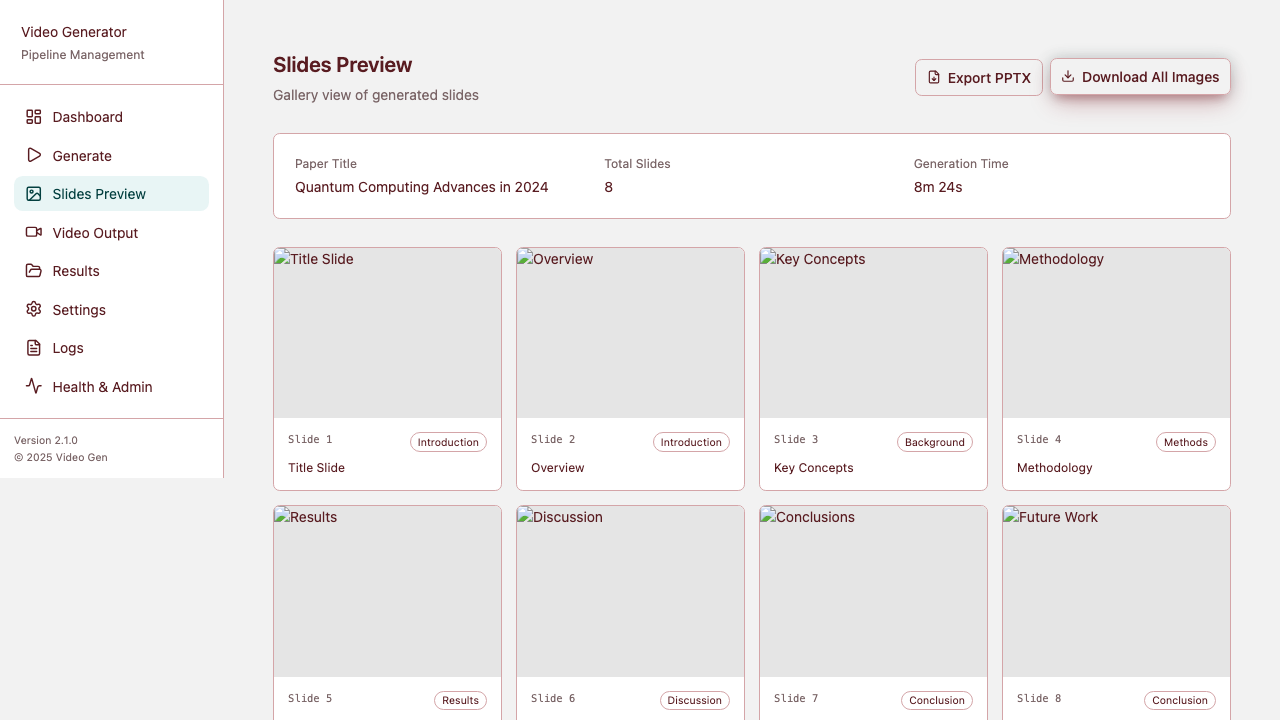 Video Generator
Pipeline Management
Dashboard
Generate
Slides Preview
Video Output
Results
Settings
Logs
Health & Admin
Version 2.1.0
© 2025 Video Gen
Slides Preview
Gallery view of generated slides
Export PPTX
Download All Images
Paper Title
Quantum Computing Advances in 2024
Total Slides
8
Generation Time
8m 24s
Title Slide
Slide 1
Introduction
Title Slide
Overview
Slide 2
Introduction
Overview
Key Concepts
Slide 3
Background
Key Concepts
Methodology
Slide 4
Methods
Methodology
Results
Slide 5
Results
Discussion
Slide 6
Discussion
Conclusions
Slide 7
Conclusion
Future Work
Slide 8
Conclusion